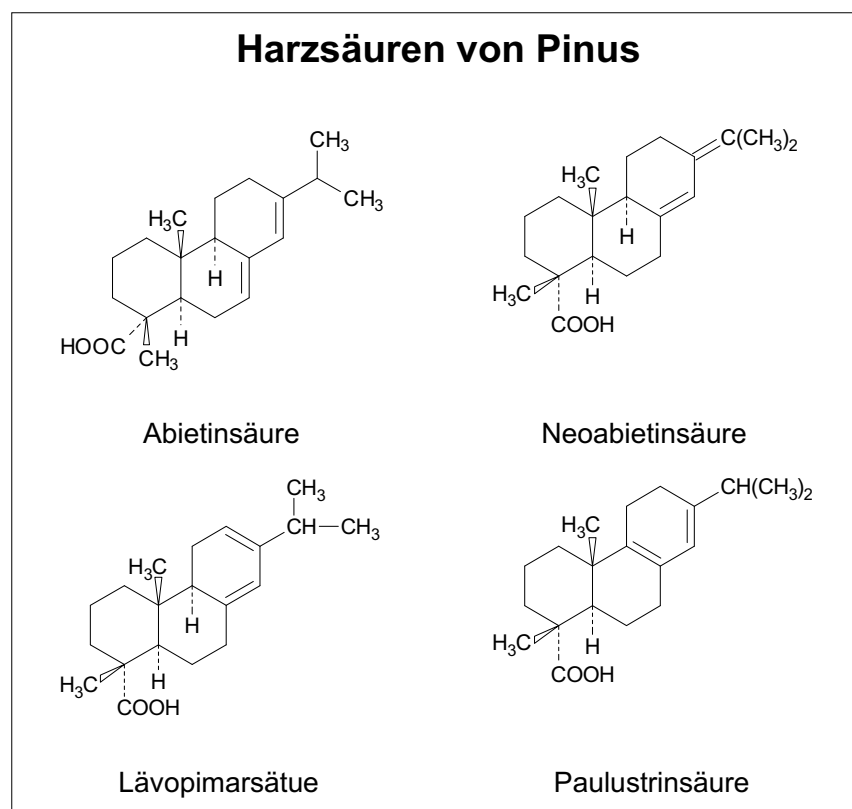 Harzsäuren von Pinus
CH₃
CH₃
H₃C
H
H
HOOC
CH₃
Abietinsäure
C(CH₃)₂
H₃C
H
H₃C
H
COOH
Neoabietinsäure
CH₃
CH–CH₃
H₃C
H
H₃C
H
COOH
Lävopimarsätue
CH(CH₃)₂
H₃C
H₃C
H
COOH
Paulustrinsäure